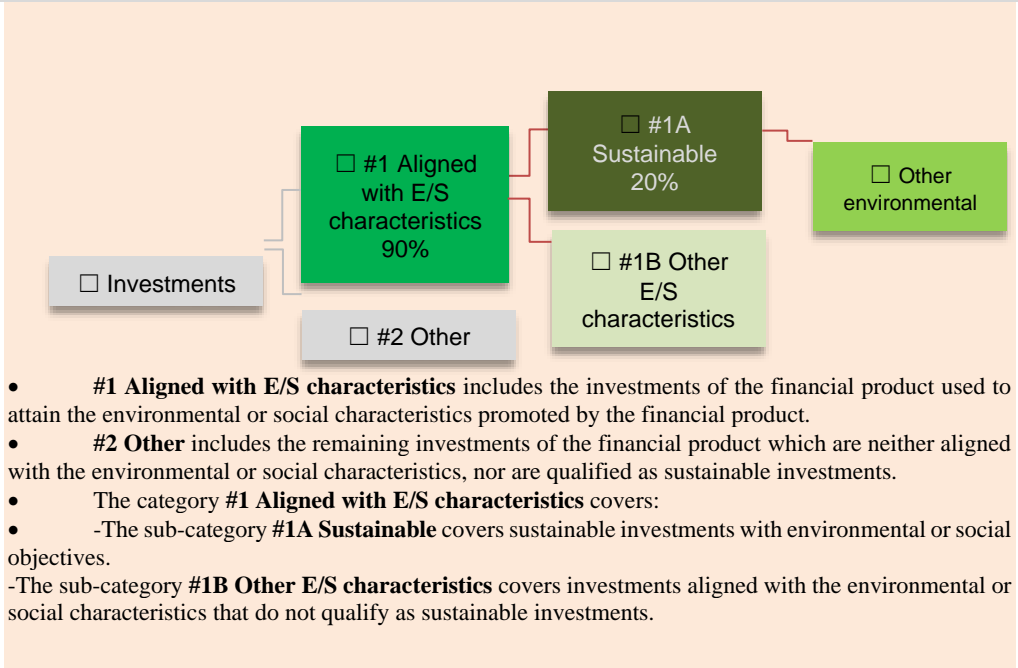 ☐ #1A
Sustainable
20%
☐ #1 Aligned
with E/S
characteristics
90%
☐ Other
environmental
☐ #1B Other
E/S
characteristics
☐ Investments
☐ #2 Other
• #1 Aligned with E/S characteristics includes the investments of the financial product used to
attain the environmental or social characteristics promoted by the financial product.
• #2 Other includes the remaining investments of the financial product which are neither aligned
with the environmental or social characteristics, nor are qualified as sustainable investments.
• The category #1 Aligned with E/S characteristics covers:
• -The sub-category #1A Sustainable covers sustainable investments with environmental or social
objectives.
-The sub-category #1B Other E/S characteristics covers investments aligned with the environmental or
social characteristics that do not qualify as sustainable investments.